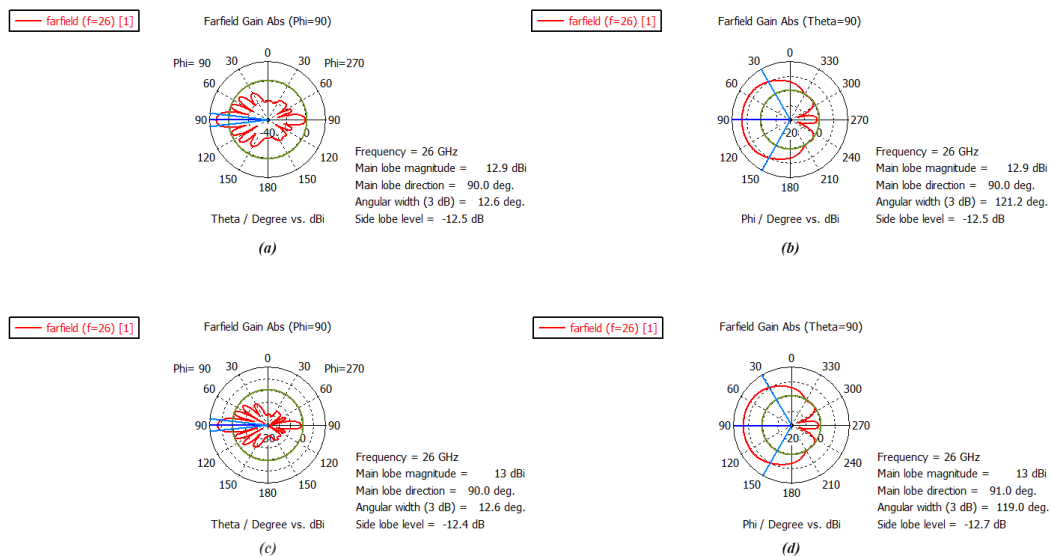 farfield (f=26) [1]
Farfield Gain Abs (Phi=90)
0
Phi= 90 30 30 Phi=270
60 60
90 -40 0 90
120 120
150 150
180
Frequency = 26 GHz
Main lobe magnitude = 12.9 dBi
Main lobe direction = 90.0 deg.
Angular width (3 dB) = 12.6 deg.
Side lobe level = -12.5 dB
Theta / Degree vs. dBi
(a)
farfield (f=26) [1]
Farfield Gain Abs (Theta=90)
0
30 330
60 300
90 -20 0 270
120 240
150 210
180
Frequency = 26 GHz
Main lobe magnitude = 12.9 dBi
Main lobe direction = 90.0 deg.
Angular width (3 dB) = 121.2 deg.
Side lobe level = -12.5 dB
Phi / Degree vs. dBi
(b)
farfield (f=26) [1]
Farfield Gain Abs (Phi=90)
0
Phi= 90 30 30 Phi=270
60 60
90 0 90
120 120
150 150
180
Frequency = 26 GHz
Main lobe magnitude = 13 dBi
Main lobe direction = 90.0 deg.
Angular width (3 dB) = 12.6 deg.
Side lobe level = -12.4 dB
Theta / Degree vs. dBi
(c)
farfield (f=26) [1]
Farfield Gain Abs (Theta=90)
0
30 330
60 300
90 -20 0 270
120 240
150 210
180
Frequency = 26 GHz
Main lobe magnitude = 13 dBi
Main lobe direction = 91.0 deg.
Angular width (3 dB) = 119.0 deg.
Side lobe level = -12.7 dB
Phi / Degree vs. dBi
(d)